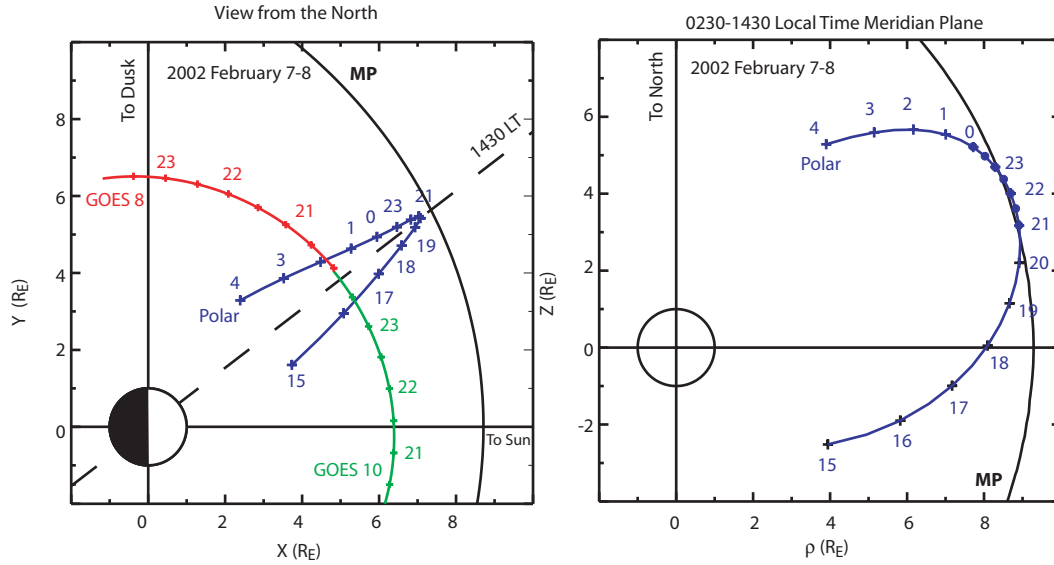 View from the North
2002 February 7-8
MP
To Dusk
1430 LT
8
6
4
2
0
Y (RE)
23
22
21
GOES 8
21
23
0
1
3
4
Polar
19
18
17
15
23
22
21
GOES 10
To Sun
0
2
4
6
8
X (RE)
0230-1430 Local Time Meridian Plane
2002 February 7-8
To North
6
4
2
0
-2
Z (RE)
4
3
2
1
0
Polar
23
22
21
20
19
18
17
16
15
MP
0
2
4
6
8
ρ (RE)